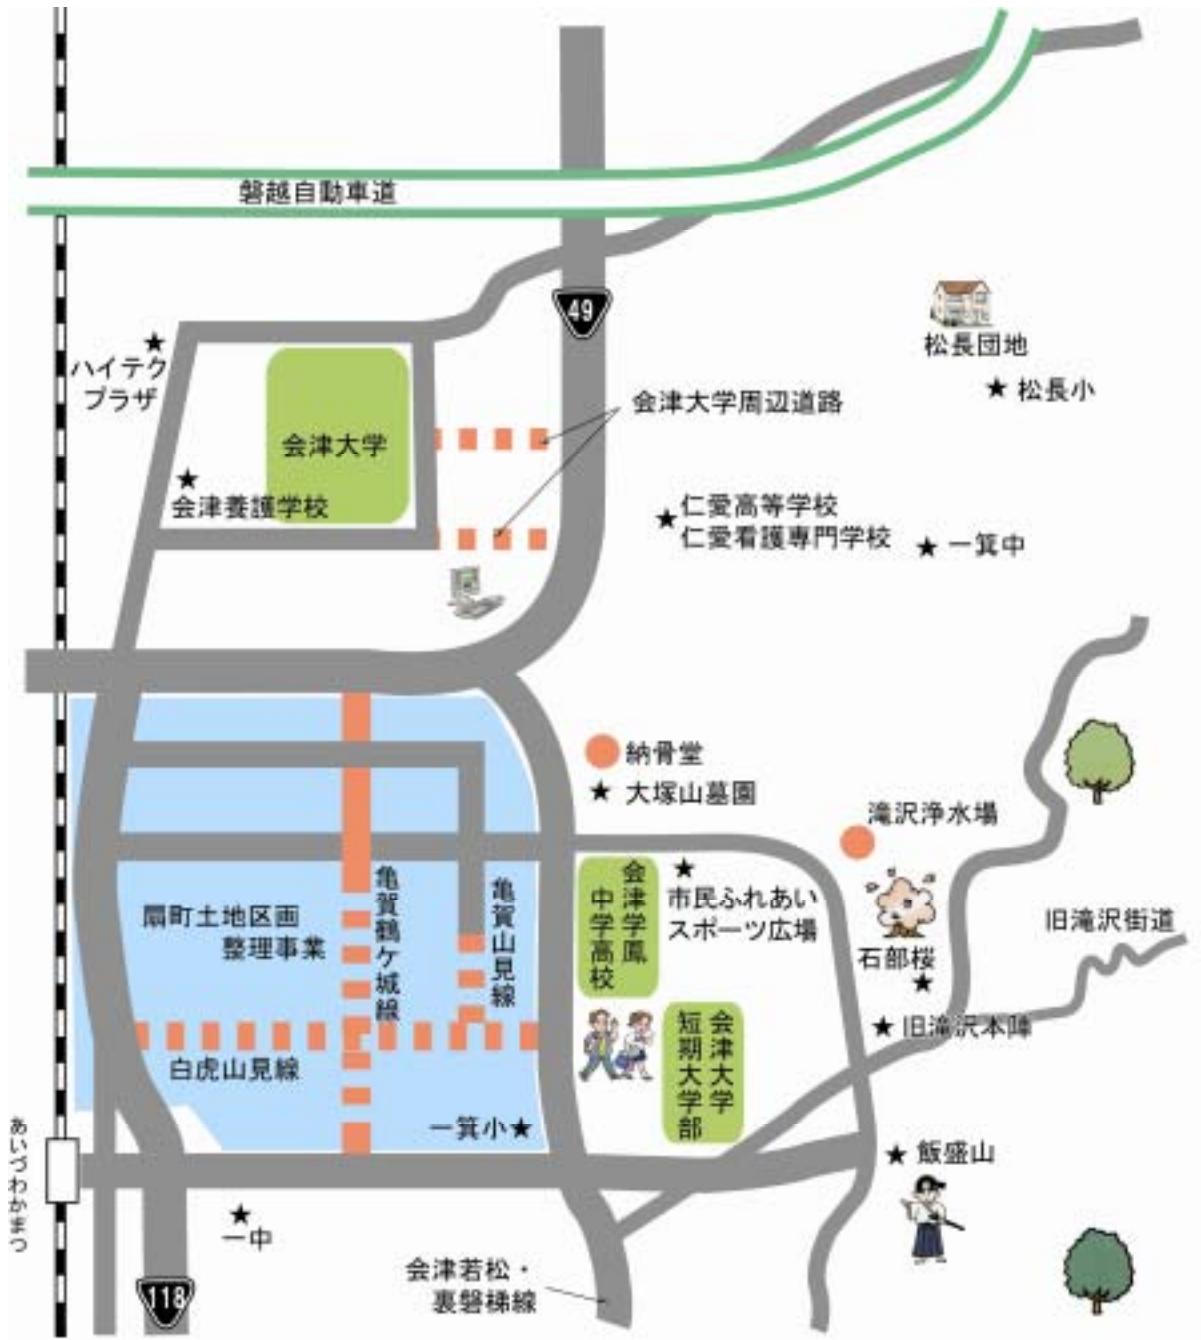 磐越自動車道
49
松長団地
松長小
ハイテク
プラザ
会津大学周辺道路
会津大学
会津養護学校
仁愛高等学校
仁愛看護専門学校
一箕中
納骨堂
大塚山墓園
滝沢浄水場
会津学鳳
中学高校
市民ふれあい
スポーツ広場
亀賀鶴ケ城線
亀賀山見線
扇町土地区画
整理事業
石部桜
旧滝沢街道
旧滝沢本陣
会津大学
短期大学部
白虎山見線
一箕小
飯盛山
あいづわかまつ
一中
118
会津若松・
裏磐梯線